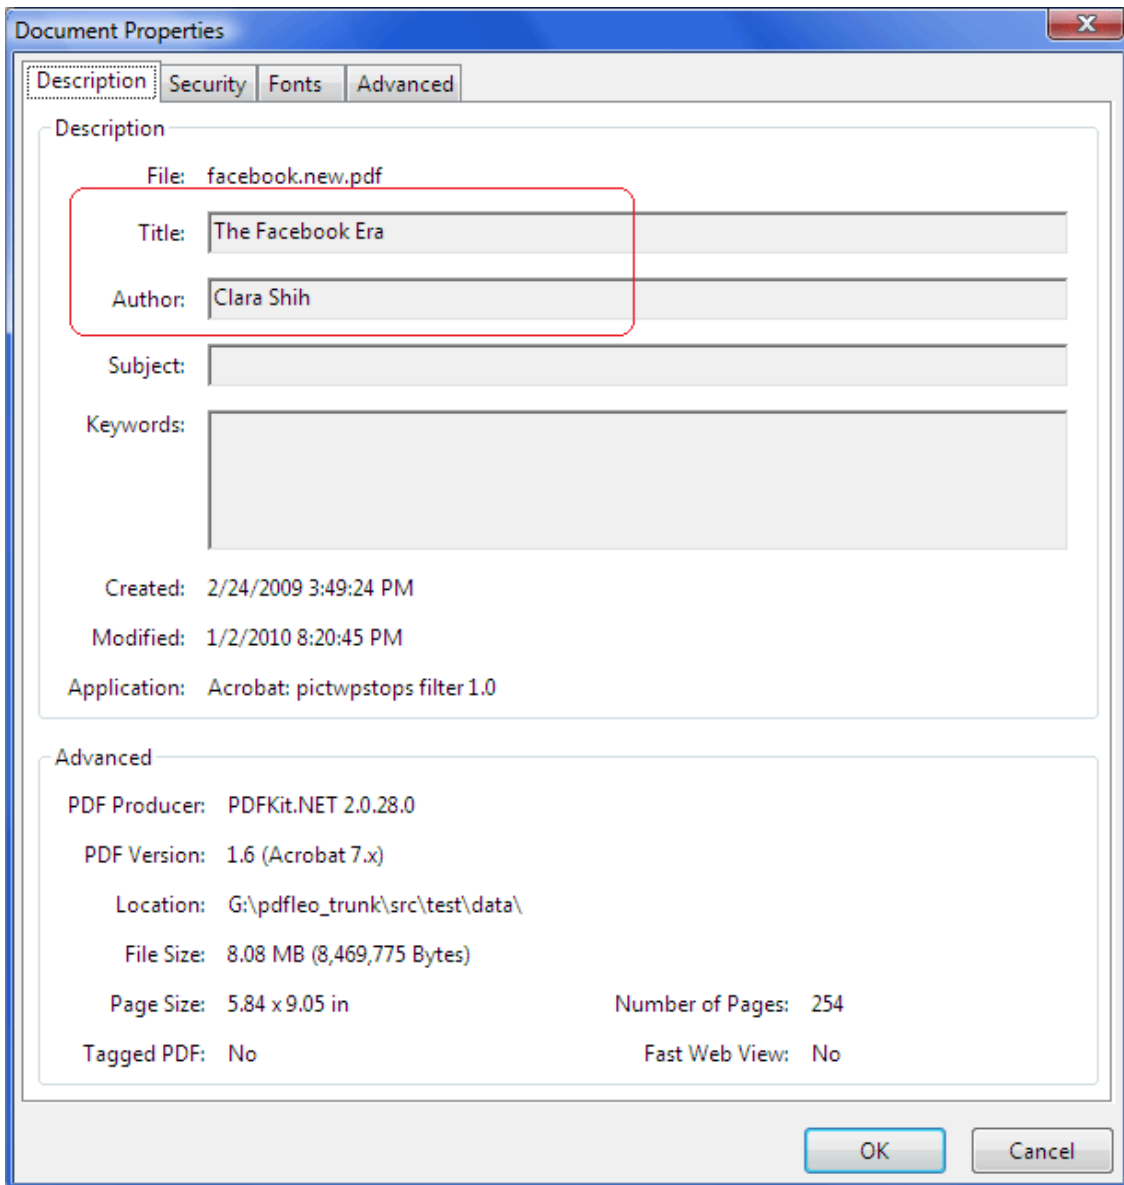 Document Properties
Description Security Fonts Advanced
Description
File: facebook.new.pdf
Title: The Facebook Era
Author: Clara Shih
Subject:
Keywords:
Created: 2/24/2009 3:49:24 PM
Modified: 1/2/2010 8:20:45 PM
Application: Acrobat: pictwpstops filter 1.0
Advanced
PDF Producer: PDFKit.NET 2.0.28.0
PDF Version: 1.6 (Acrobat 7.x)
Location: G:\pdfleo_trunk\src\test\data\
File Size: 8.08 MB (8,469,775 Bytes)
Page Size: 5.84 x 9.05 in Number of Pages: 254
Tagged PDF: No Fast Web View: No
OK Cancel